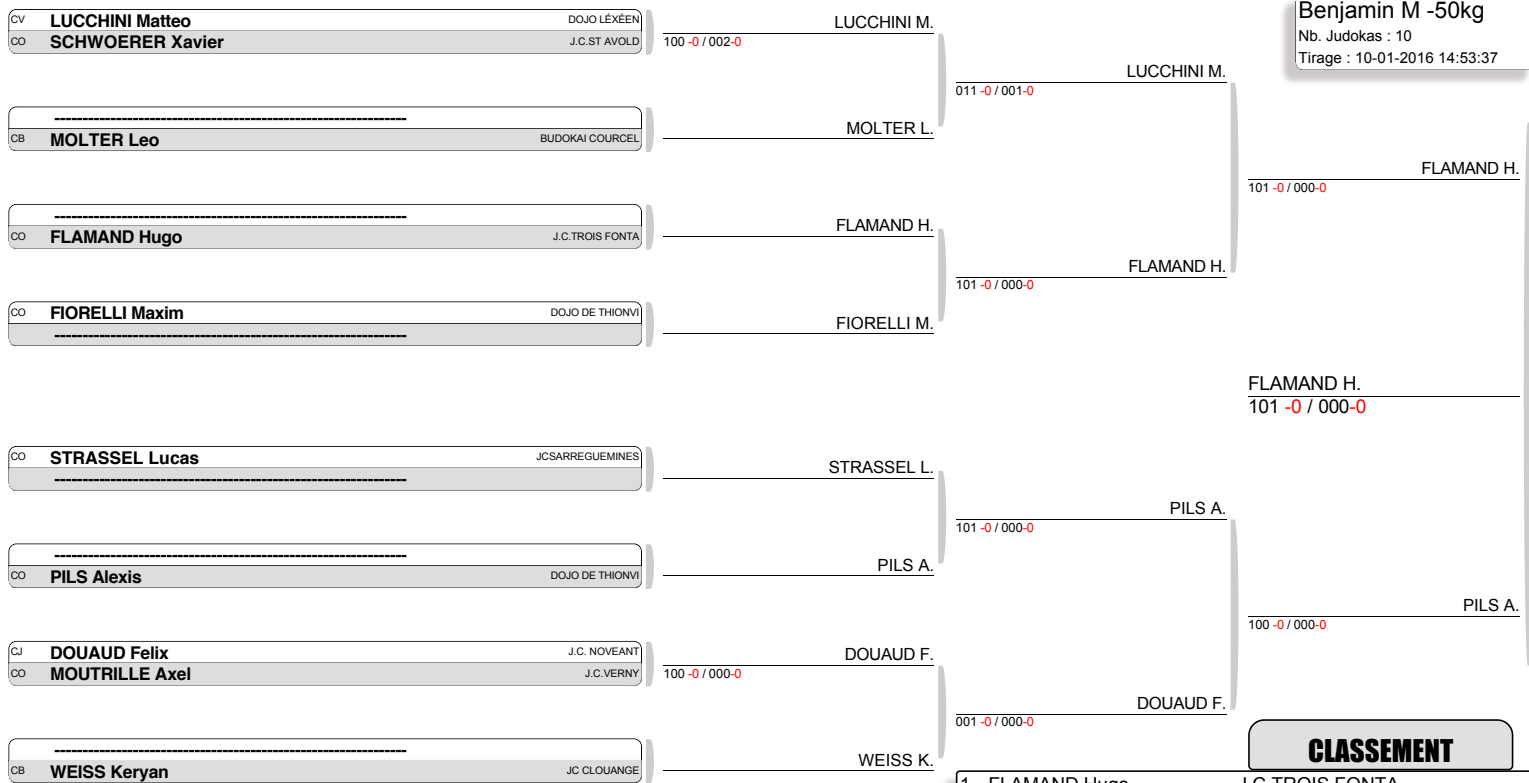 Benjamin M -50kg
Nb. Judokas : 10
Tirage : 10-01-2016 14:53:37
CV LUCCHINI Matteo DOJO LÉXÉEN
CO SCHWOERER Xavier J.C.ST AVOLD
----------------------------------------------------------------
CB MOLTER Leo BUDOKAI COURCEL
----------------------------------------------------------------
CO FLAMAND Hugo J.C.TROIS FONTA
CO FIORELLI Maxim DOJO DE THIONVI
----------------------------------------------------------------
CO STRASSEL Lucas JCSARREGUEMINES
----------------------------------------------------------------
----------------------------------------------------------------
CO PILS Alexis DOJO DE THIONVI
CJ DOUAUD Felix J.C. NOVEANT
CO MOUTRILLE Axel J.C.VERNY
----------------------------------------------------------------
CB WEISS Keryan JC CLOUANGE
LUCCHINI M.
100 -0 / 002-0
MOLTER L.
FLAMAND H.
FIORELLI M.
STRASSEL L.
PILS A.
DOUAUD F.
100 -0 / 000-0
WEISS K.
LUCCHINI M.
011 -0 / 001-0
FLAMAND H.
101 -0 / 000-0
PILS A.
101 -0 / 000-0
DOUAUD F.
001 -0 / 000-0
FLAMAND H.
101 -0 / 000-0
FLAMAND H.
101 -0 / 000-0
PILS A.
100 -0 / 000-0
CLASSEMENT
1 FLAMAND Hugo J.C.TROIS FONTA